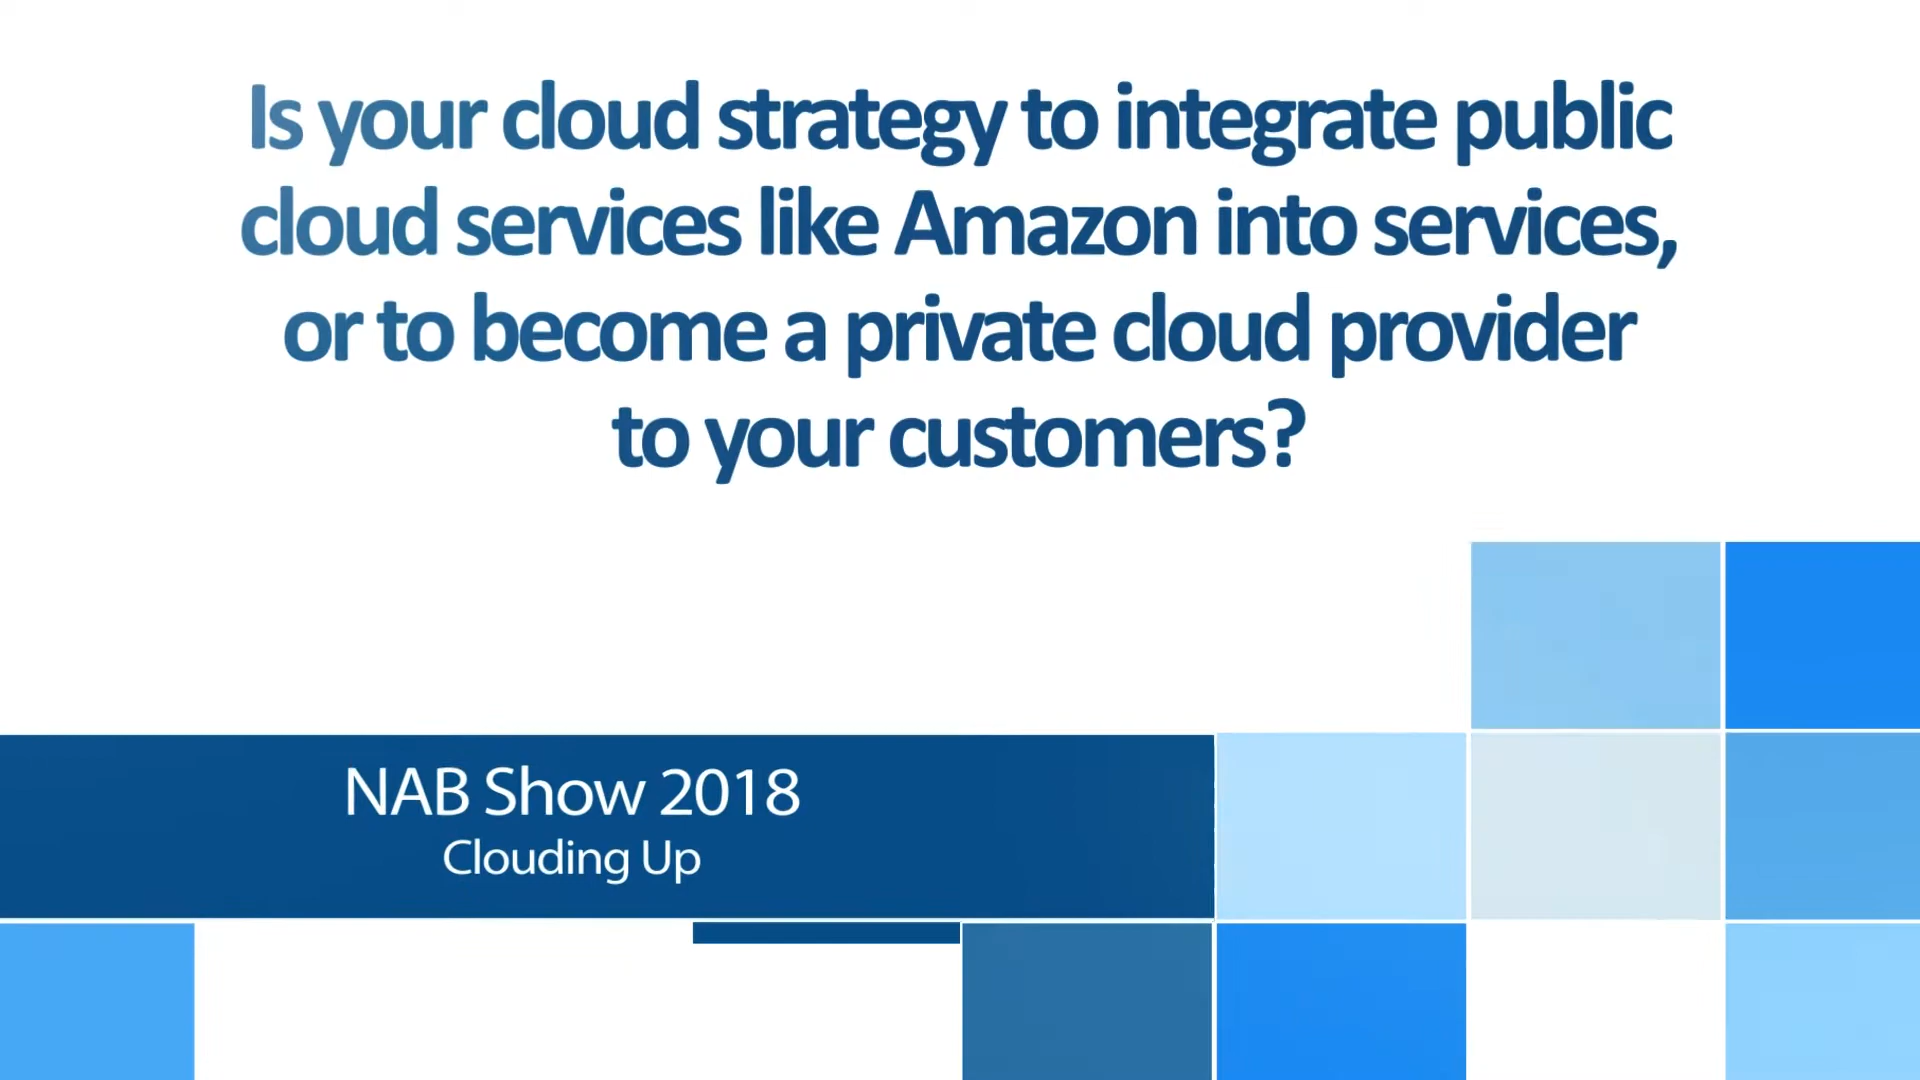 Is your cloud strategy to integrate public
cloud services like Amazon into services,
or to become a private cloud provider
to your customers?
NAB Show 2018
Clouding Up